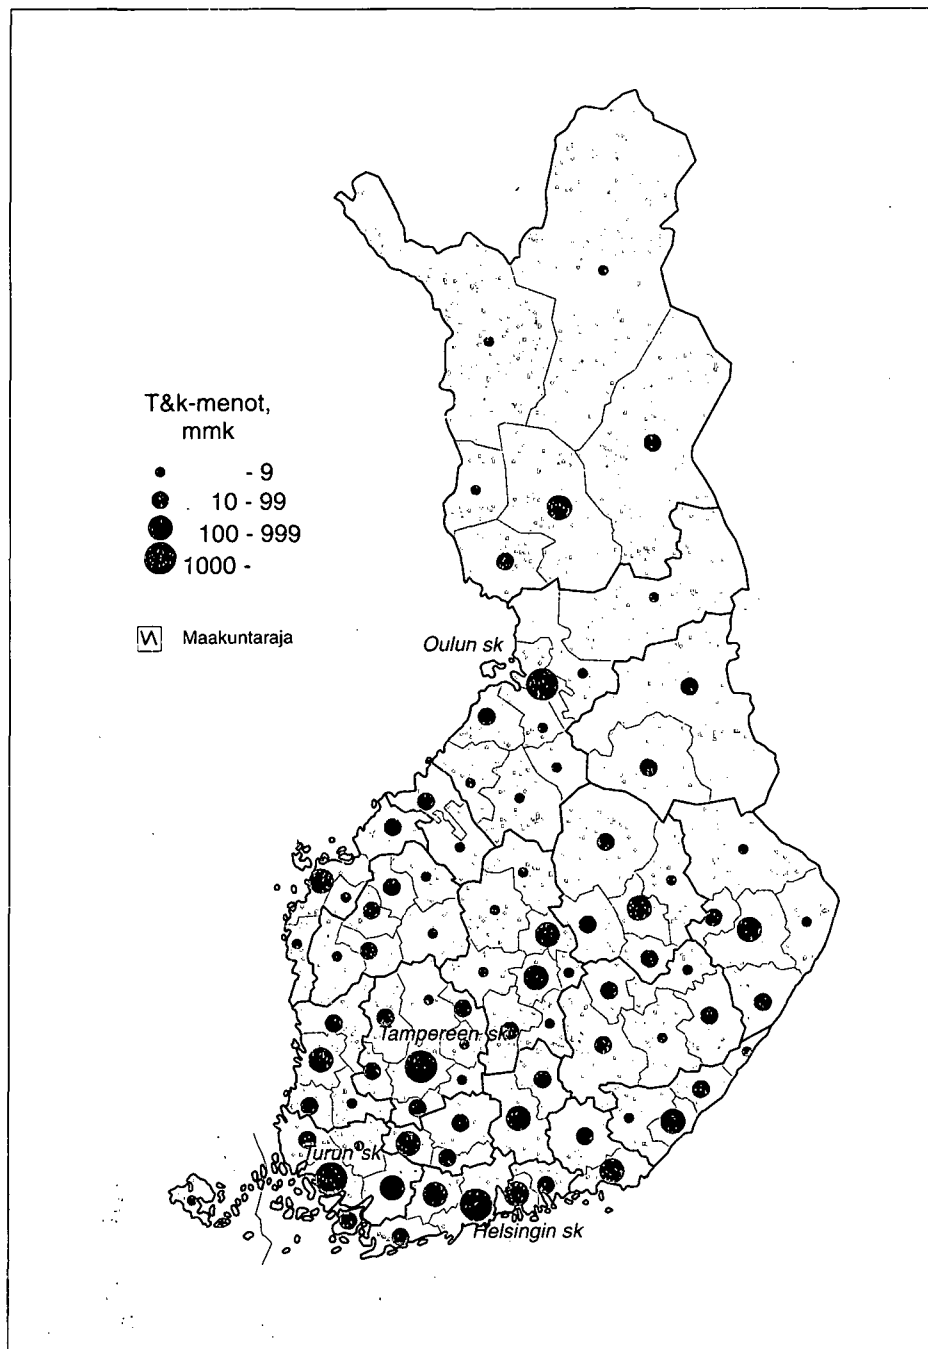 T&k-menot,
mmk
- 9
10 - 99
100 - 999
1000 -
Maakuntaraja
Oulun sk
Tampereen sk
Turun sk
Helsingin sk